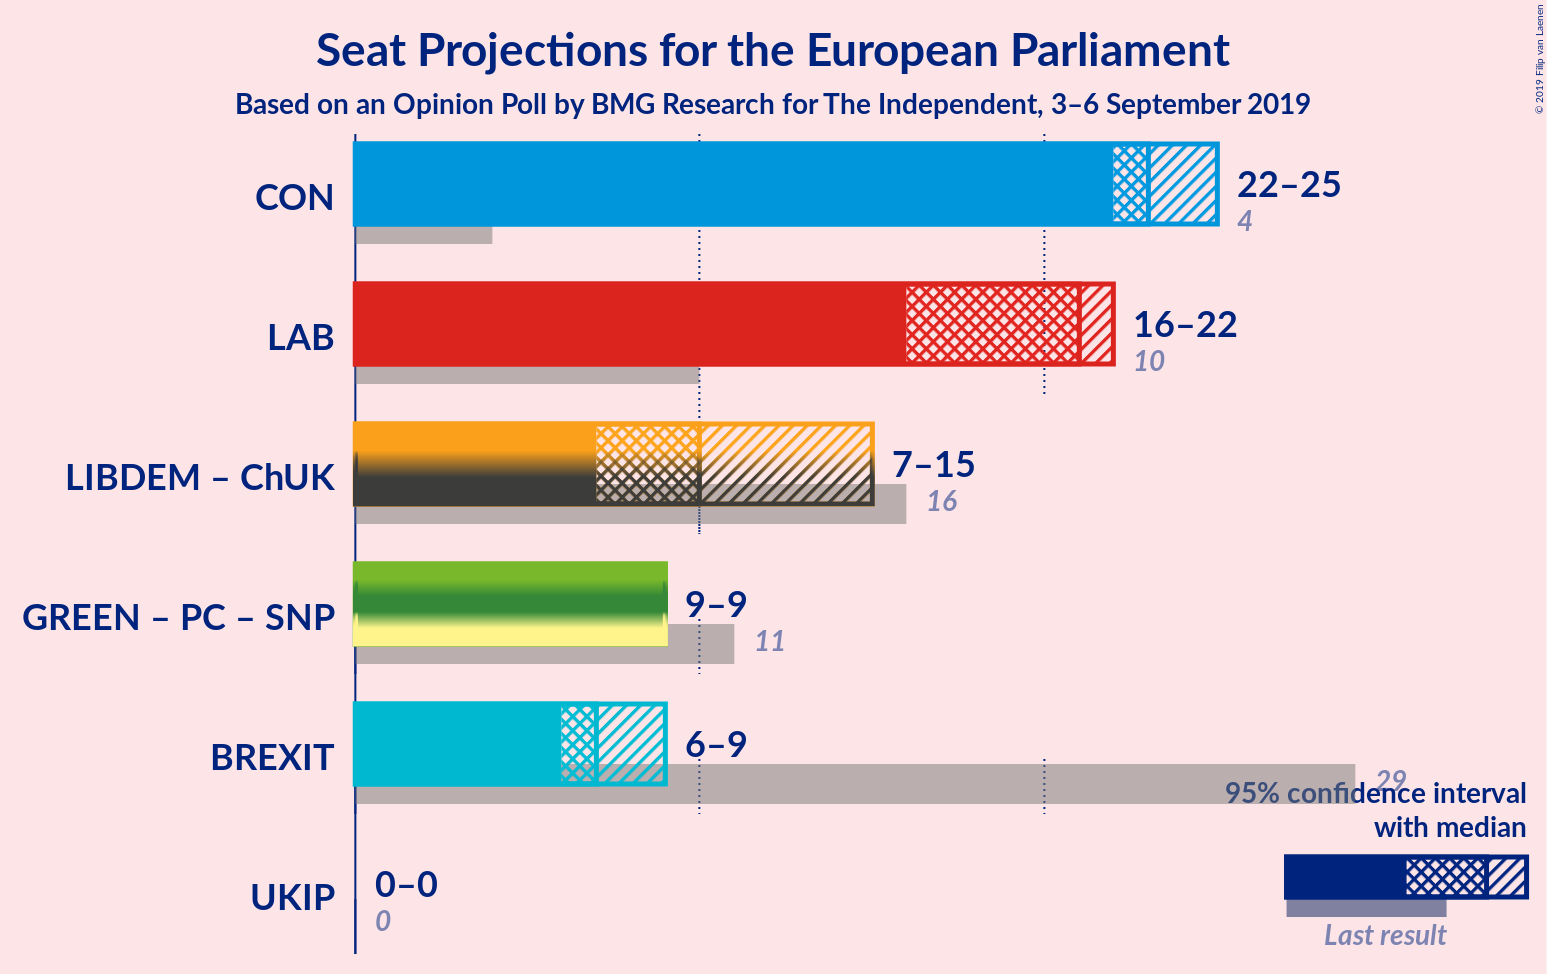 Seat Projections for the European Parliament
Based on an Opinion Poll by BMG Research for The Independent, 3–6 September 2019
© 2019 Filip van Laenen
CON
22–25
4
LAB
16–22
10
LIBDEM – ChUK
7–15
16
GREEN – PC – SNP
9–9
11
BREXIT
6–9
29
UKIP
0–0
0
95% confidence interval
with median
Last result